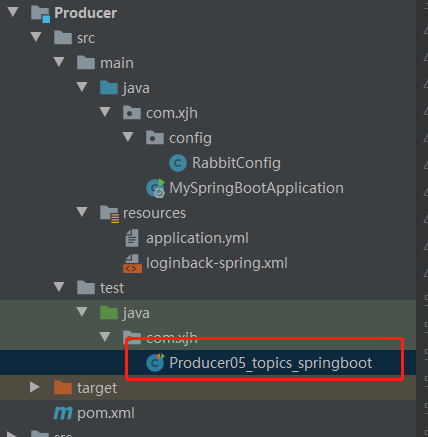 Producer
src
main
java
com.xjh
config
RabbitConfig
MySpringBootApplication
resources
application.yml
loginback-spring.xml
test
java
com.xjh
Producer05_topics_springboot
target
pom.xml
src